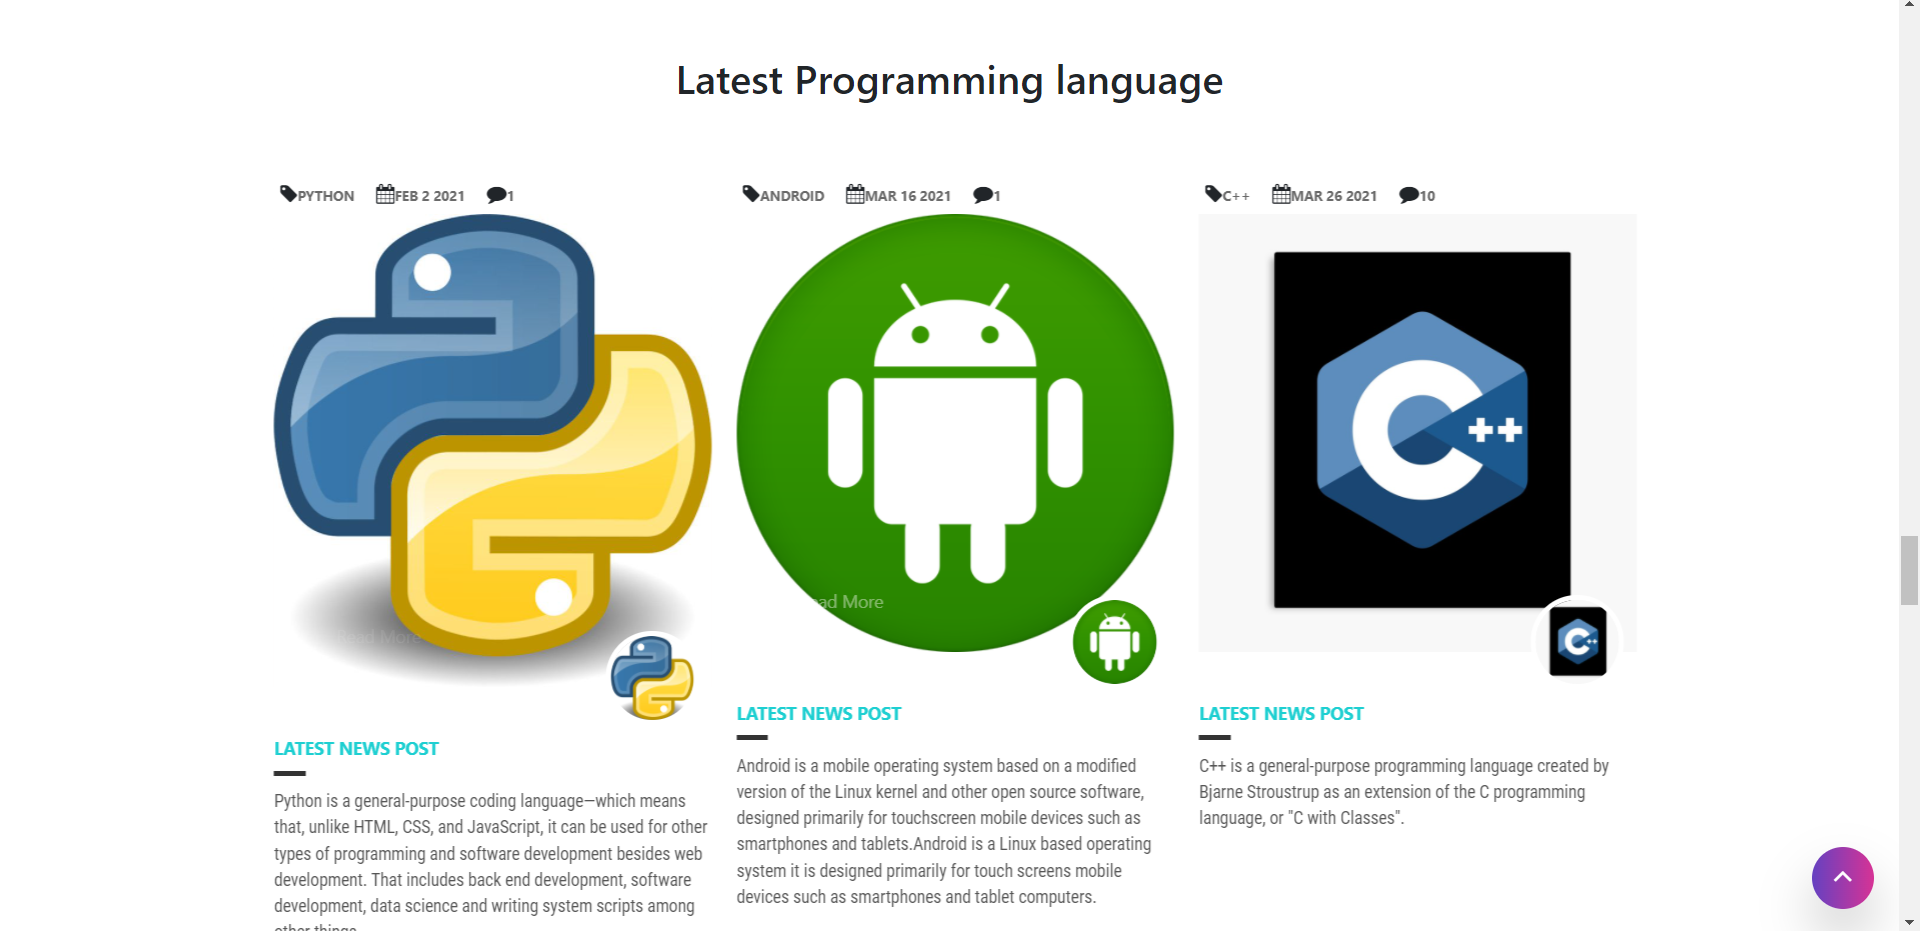 Latest Programming language
PYTHON FEB 2 2021 1
ANDROID MAR 16 2021 1
C++ MAR 26 2021 10
Read More
ad More
C++
C++
LATEST NEWS POST
Python is a general-purpose coding language—which means
that, unlike HTML, CSS, and JavaScript, it can be used for other
types of programming and software development besides web
development. That includes back end development, software
development, data science and writing system scripts among
other things.
LATEST NEWS POST
Android is a mobile operating system based on a modified
version of the Linux kernel and other open source software,
designed primarily for touchscreen mobile devices such as
smartphones and tablets.Android is a Linux based operating
system it is designed primarily for touch screens mobile
devices such as smartphones and tablet computers.
LATEST NEWS POST
C++ is a general-purpose programming language created by
Bjarne Stroustrup as an extension of the C programming
language, or "C with Classes".